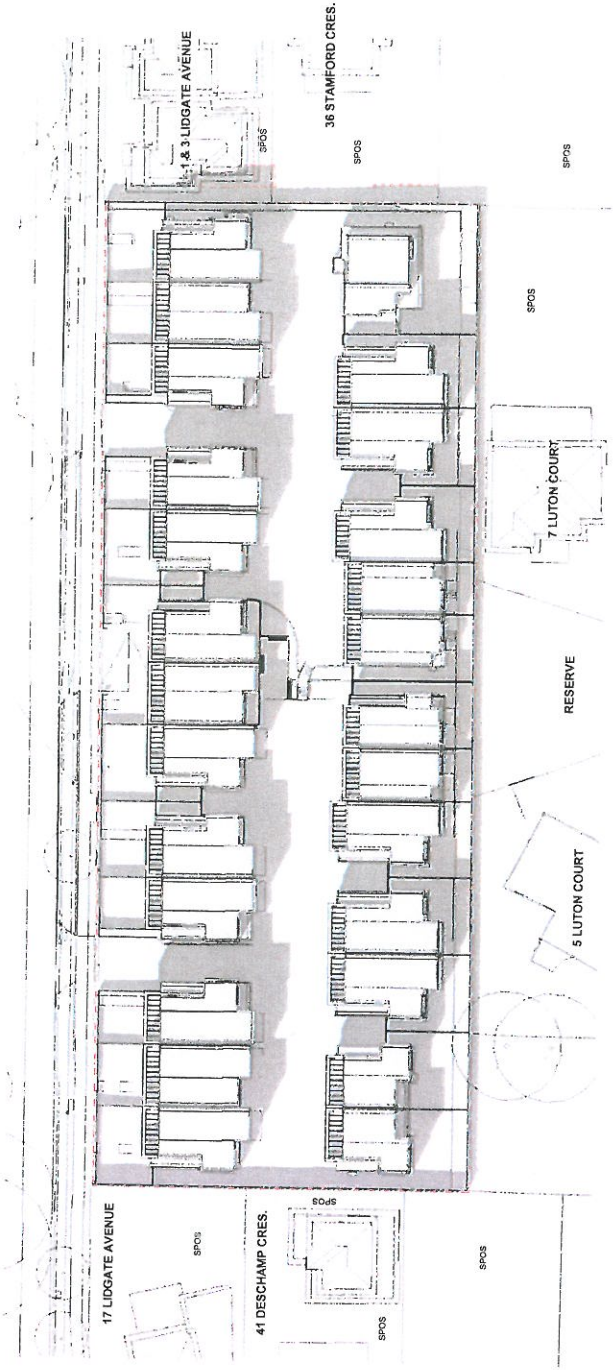 1 & 3 LIDGATE AVENUE
SPOS
36 STAMFORD CRES.
SPOS
SPOS
SPOS
7 LUTON COURT
RESERVE
5 LUTON COURT
17 LIDGATE AVENUE
SPOS
41 DESCHAMP CRES.
SPOS
SPOS
SPOS